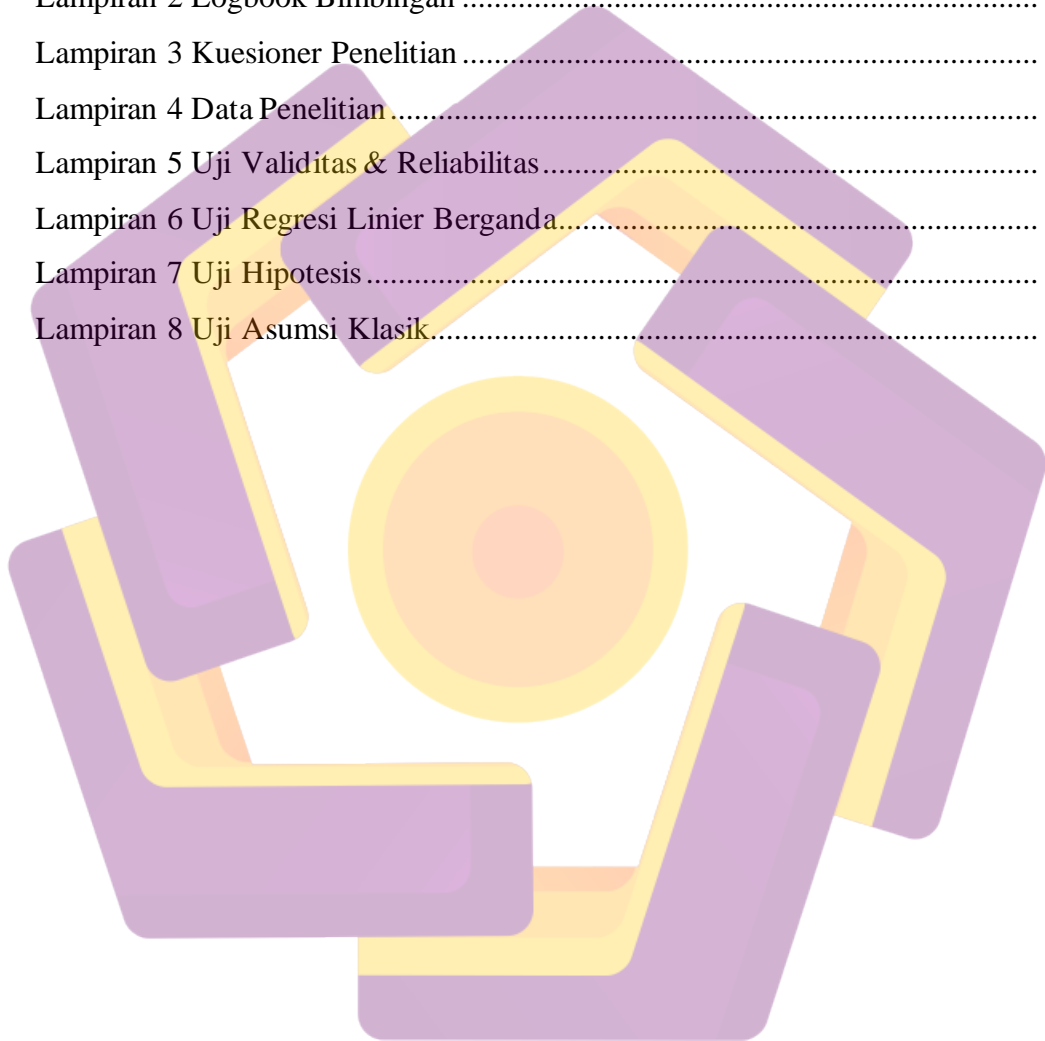 Lampiran 2 Logbook Bimbingan ..........................................................................
Lampiran 3 Kuesioner Penelitian ..........................................................................
Lampiran 4 Data Penelitian ..................................................................................
Lampiran 5 Uji Validitas & Reliabilitas ...............................................................
Lampiran 6 Uji Regresi Linier Berganda .............................................................
Lampiran 7 Uji Hipotesis .....................................................................................
Lampiran 8 Uji Asumsi Klasik .............................................................................